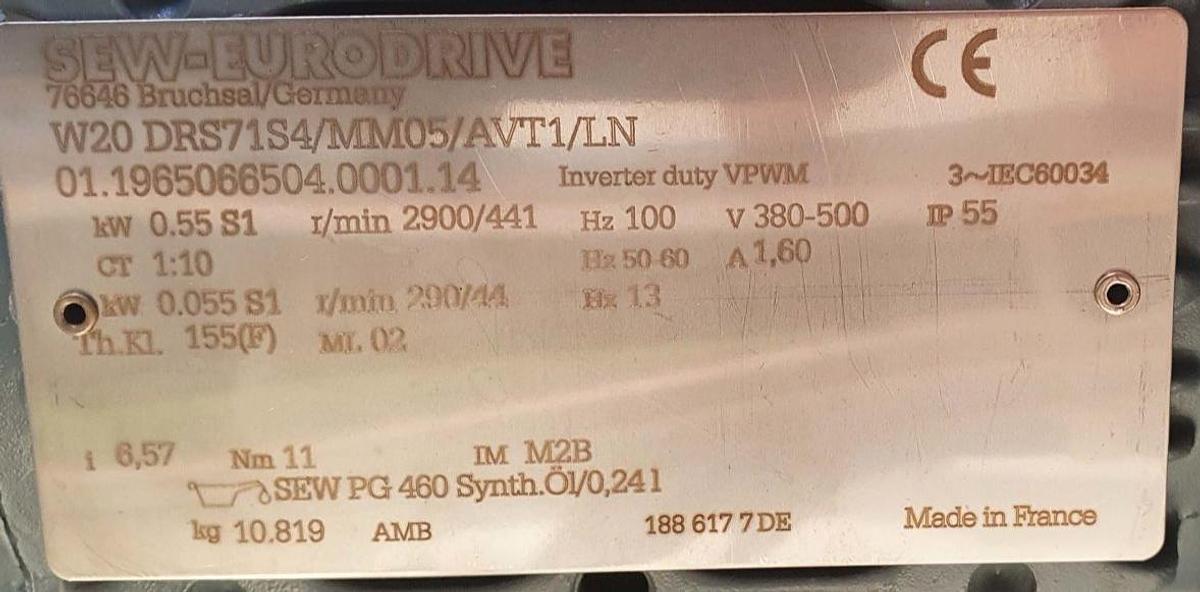 SEW-EURODRIVE CE
76646 Bruchsal/Germany
W20 DRS71S4/MM05/AVT1/LN
01.1965066504.0001.14 Inverter duty VPWM 3~IEC60034
kW 0.55 S1 r/min 2900/441 Hz 100 V 380-500 IP 55
CT 1:10 Hz 50-60 A 1,60
kW 0.055 S1 r/min 290/44 Hz 13
Th.Kl. 155(F) ML 02
i 6,57 Nm 11 IM M2B
SEW PG 460 Synth.Öl/0,24 l
kg 10.819 AMB 188 617 7 DE Made in France